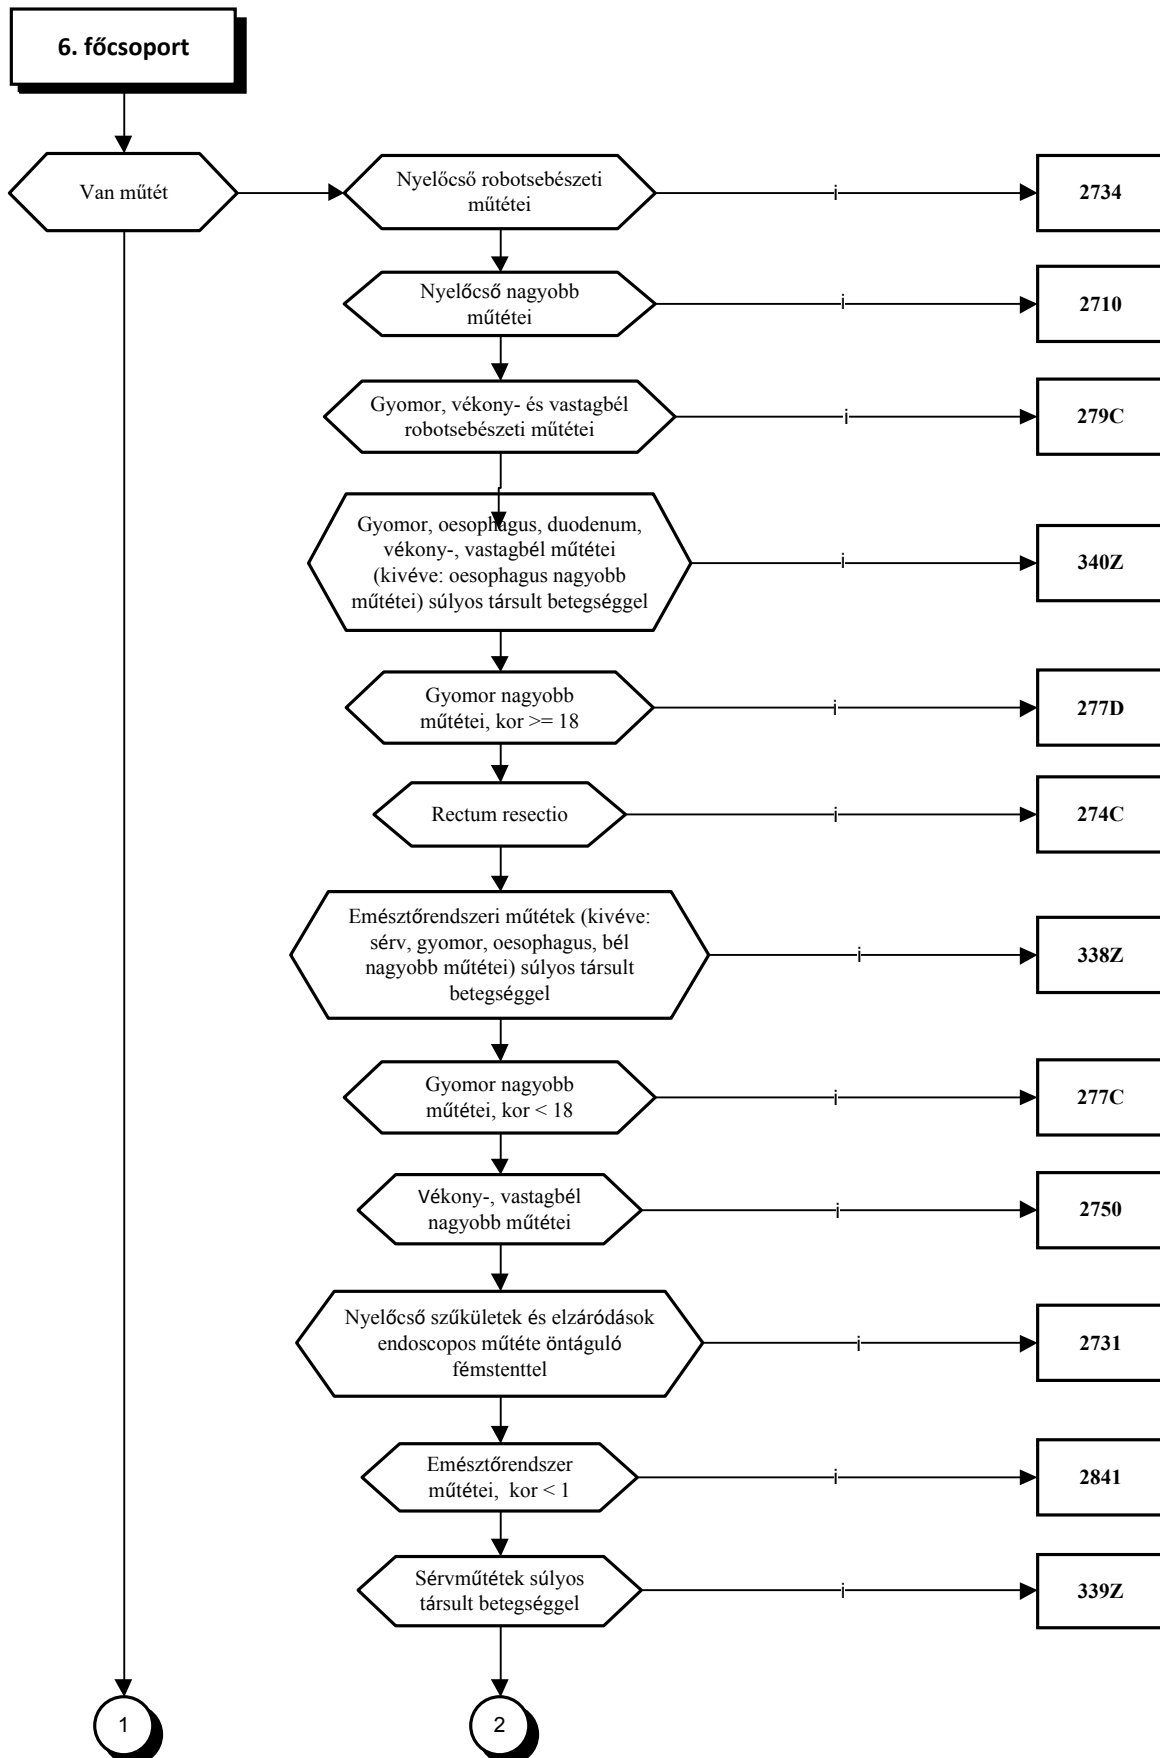 6. főcsoport
Van műtét
Nyelőcső robotsebészeti
műtétei
i
2734
Nyelőcső nagyobb
műtétei
i
2710
Gyomor, vékony- és vastagbél
robotsebészeti műtétei
i
279C
Gyomor, oesophagus, duodenum,
vékony-, vastagbél műtétei
(kivéve: oesophagus nagyobb
műtétei) súlyos társult betegséggel
i
340Z
Gyomor nagyobb
műtétei, kor >= 18
i
277D
Rectum resectio
i
274C
Emésztőrendszeri műtétek (kivéve:
sérv, gyomor, oesophagus, bél
nagyobb műtétei) súlyos társult
betegséggel
i
338Z
Gyomor nagyobb
műtétei, kor < 18
i
277C
Vékony-, vastagbél
nagyobb műtétei
i
2750
Nyelőcső szűkületek és elzáródások
endoscopos műtéte öntáguló
fémstenttel
i
2731
Emésztőrendszer
műtétei, kor < 1
i
2841
Sérvműtétek súlyos
társult betegséggel
i
339Z
1
2